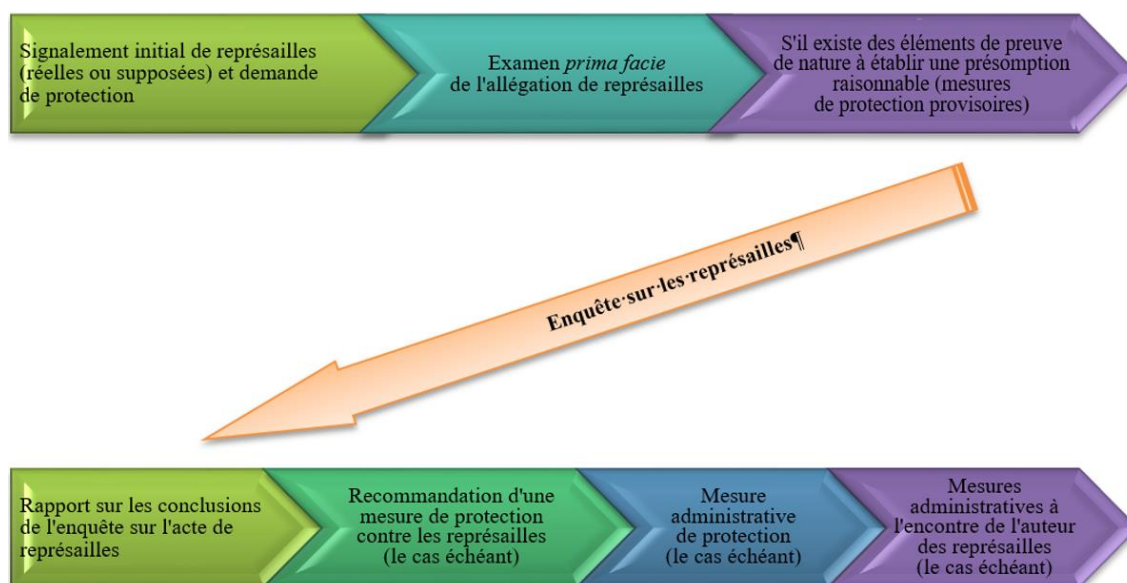 Signalement initial de représailles
(réelles ou supposées) et demande
de protection
Examen prima facie
de l'allégation de représailles
S'il existe des éléments de preuve
de nature à établir une présomption
raisonnable (mesures
de protection provisoires)
Enquête·sur·les·représailles¶
Rapport sur les conclusions
de l'enquête sur l'acte de
représailles
Recommandation d'une
mesure de protection
contre les représailles
(le cas échéant)
Mesure
administrative
de protection
(le cas échéant)
Mesures
administratives à
l'encontre de l'auteur
des représailles
(le cas échéant)